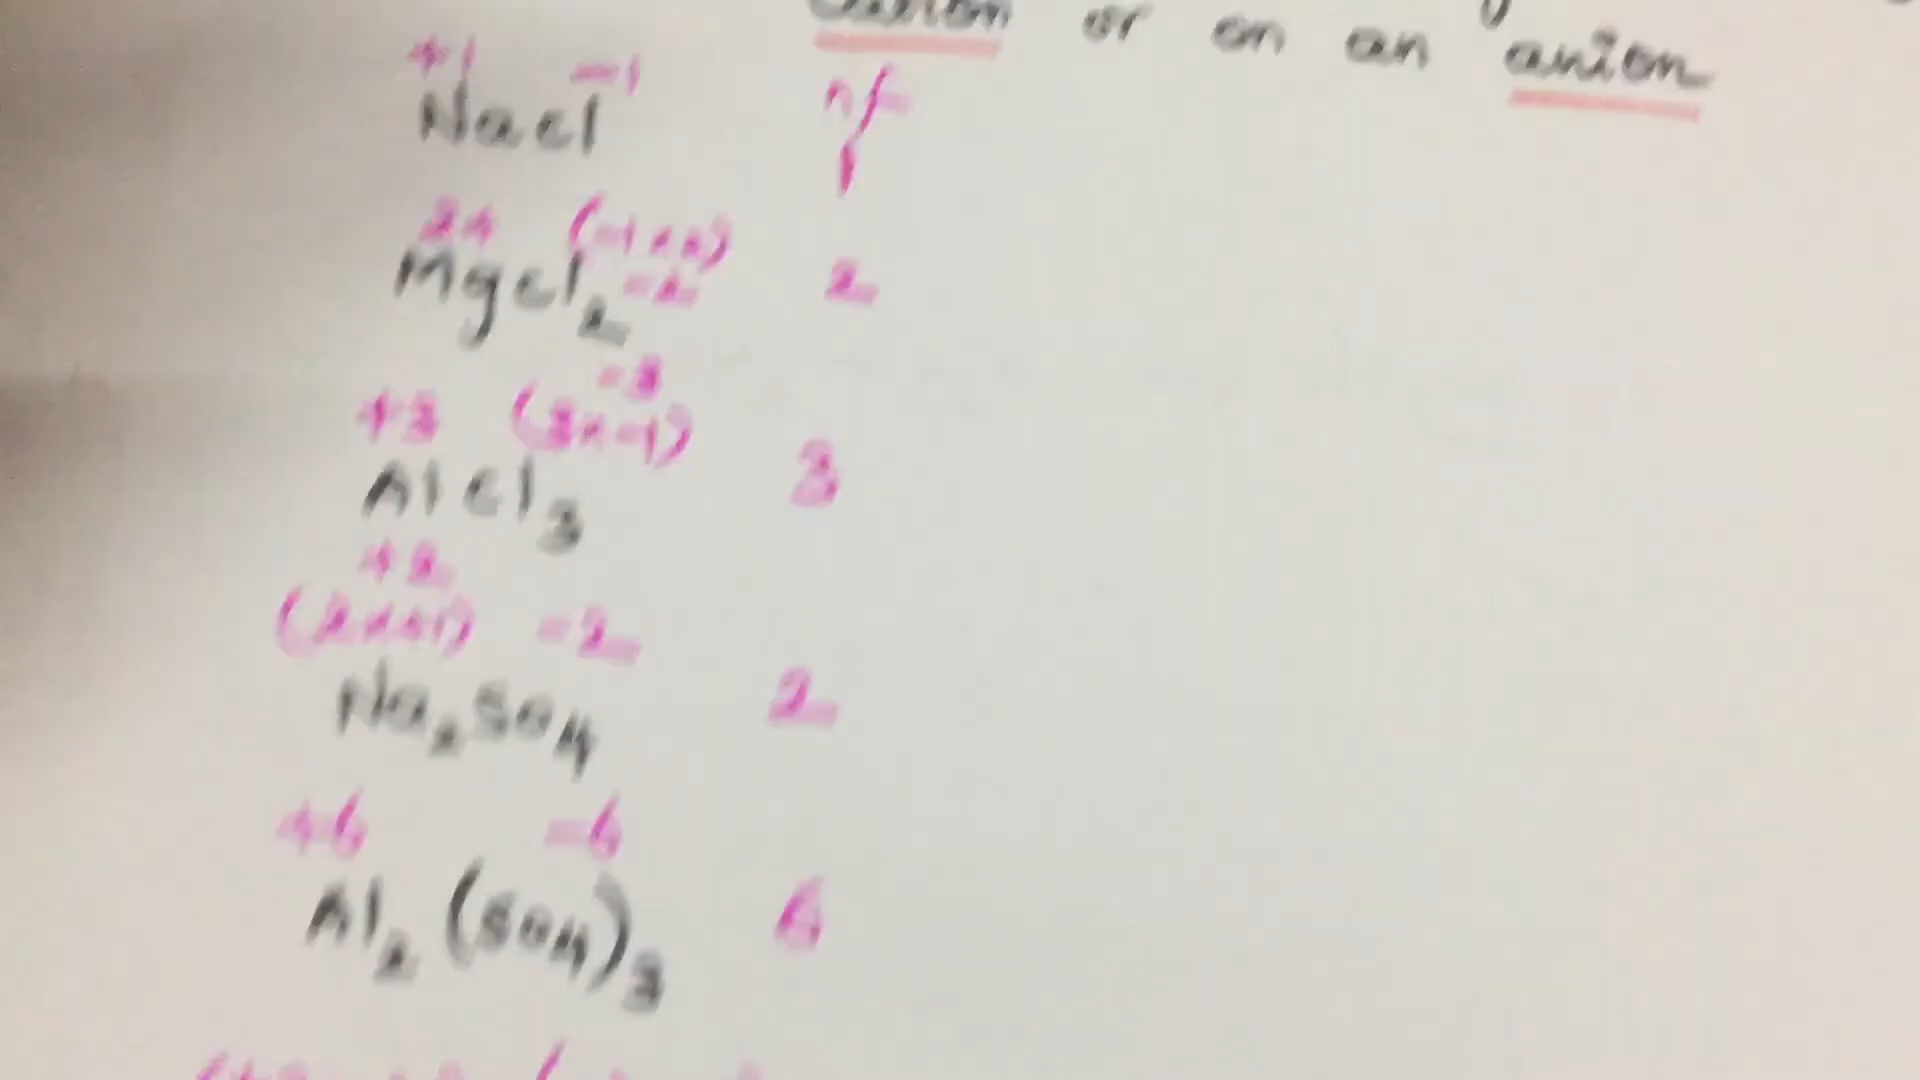 or on an anion
+1 -1 nf
NaCl 1
2+ (-1×2)
MgCl2 -2 2
-3
+3 (3×-1)
AlCl3 3
+2
(2×+1) -2
Na2SO4 2
+6 -6
Al2(SO4)3 6